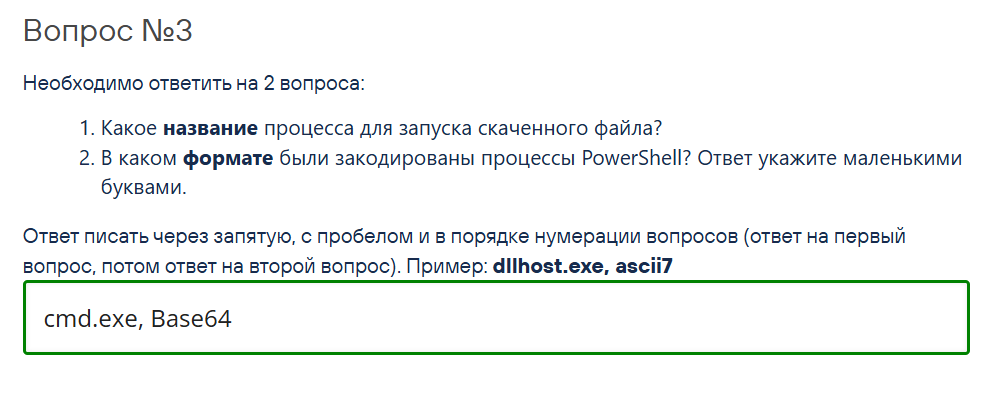 Вопрос №3
Необходимо ответить на 2 вопроса:
1. Какое название процесса для запуска скаченного файла?
2. В каком формате были закодированы процессы PowerShell? Ответ укажите маленькими
буквами.
Ответ писать через запятую, с пробелом и в порядке нумерации вопросов (ответ на первый
вопрос, потом ответ на второй вопрос). Пример: dllhost.exe, ascii7
cmd.exe, Base64